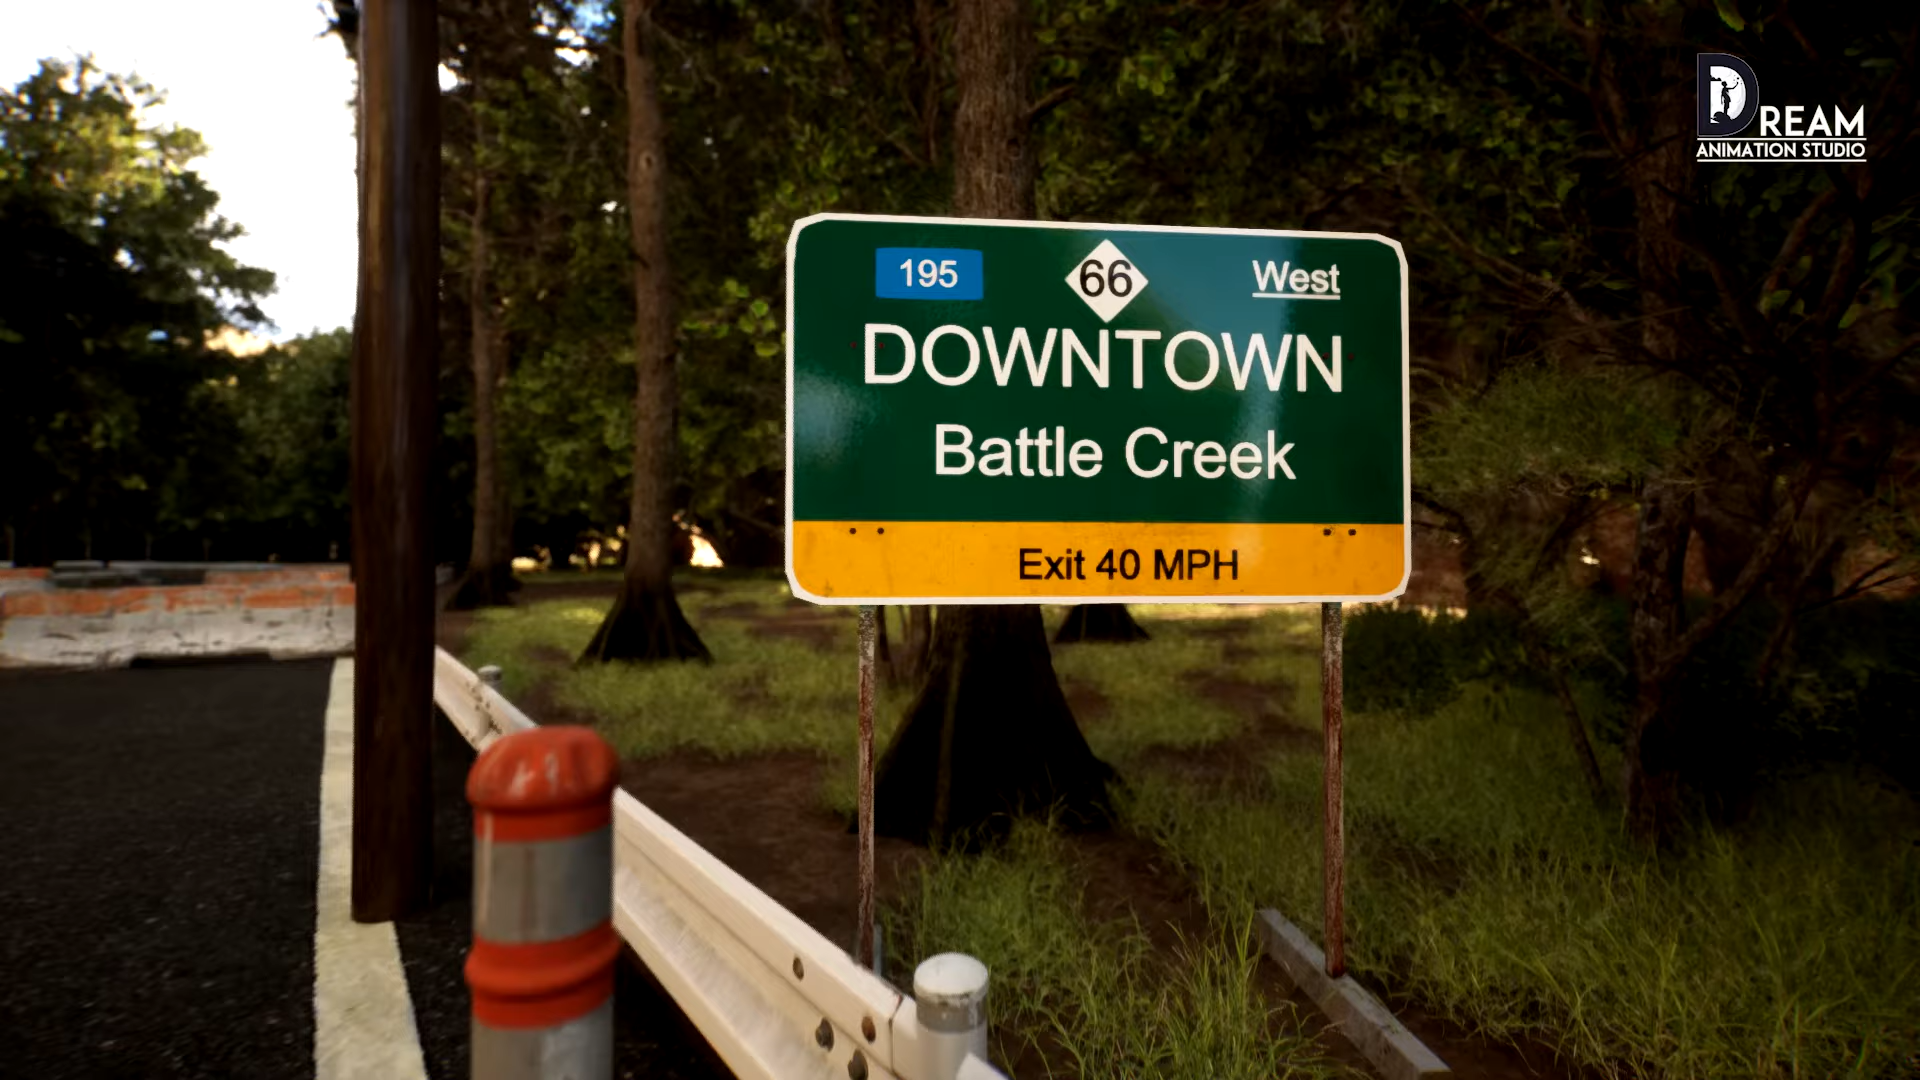 195 66 West
DOWNTOWN
Battle Creek
Exit 40 MPH
DREAM
ANIMATION STUDIO